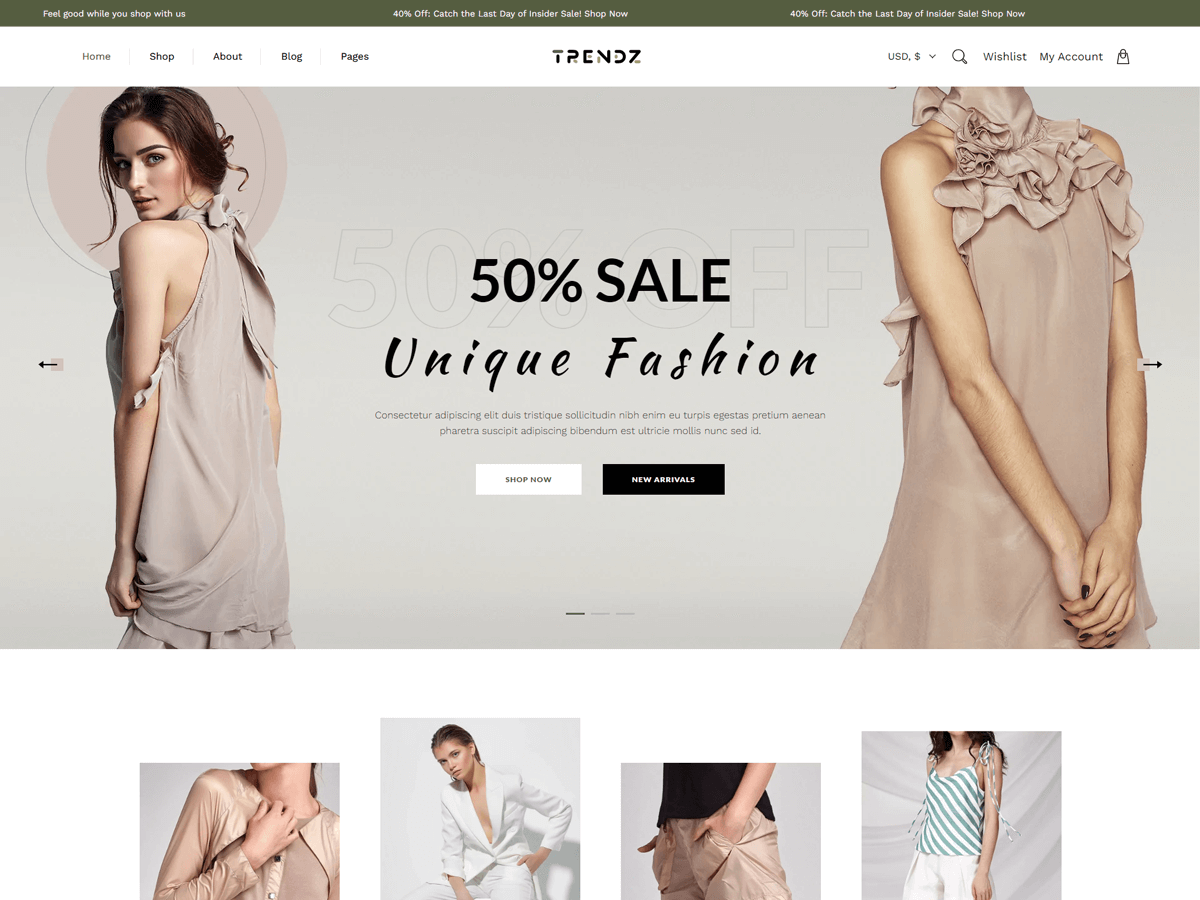 Feel good while you shop with us
40% Off: Catch the Last Day of Insider Sale! Shop Now
40% Off: Catch the Last Day of Insider Sale! Shop Now
Home
Shop
About
Blog
Pages
TRENDZ
USD, $
Wishlist
My Account
50% OFF
50% SALE
Unique Fashion
Consectetur adipiscing elit duis tristique sollicitudin nibh enim eu turpis egestas pretium aenean
pharetra suscipit adipiscing bibendum est ultricie mollis nunc sed id.
SHOP NOW
NEW ARRIVALS